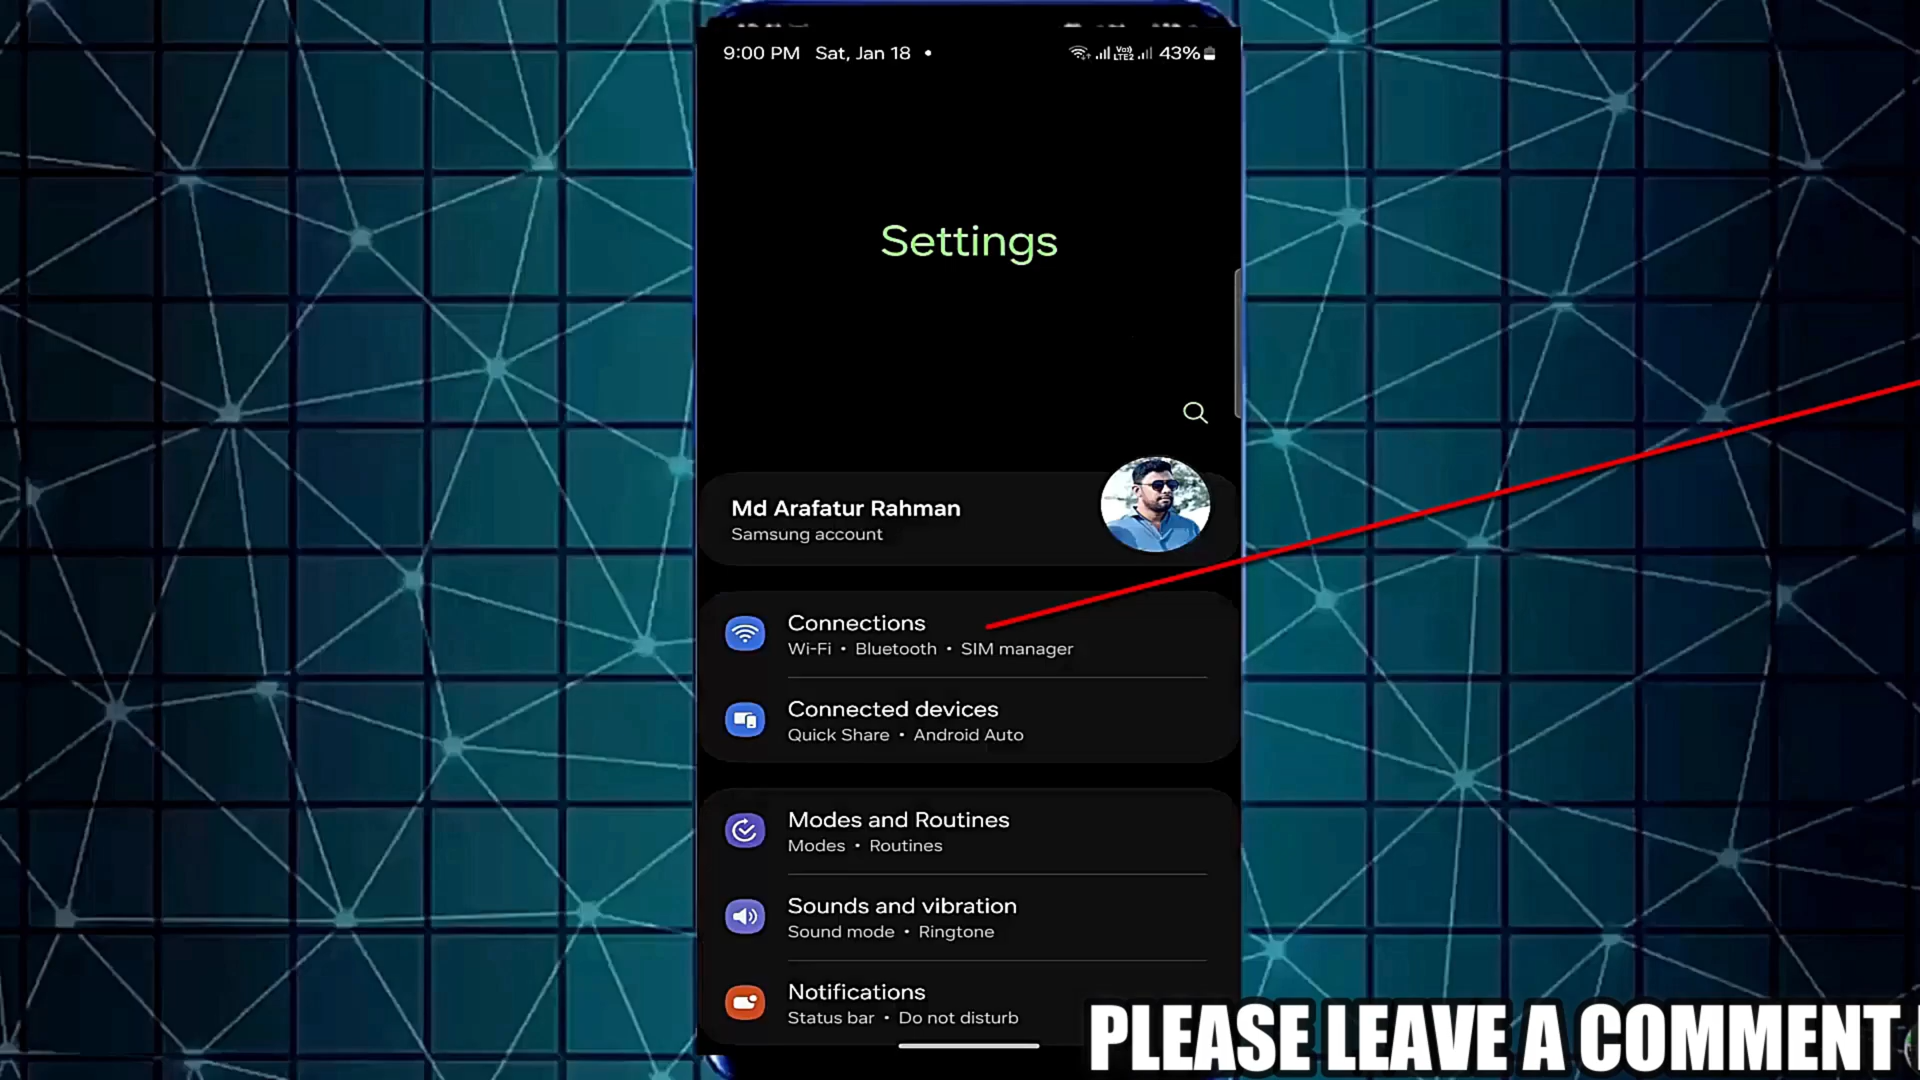 9:00 PM Sat, Jan 18 • Vo)) LTE2 43%
Settings
Md Arafatur Rahman
Samsung account
Connections
Wi-Fi • Bluetooth • SIM manager
Connected devices
Quick Share • Android Auto
Modes and Routines
Modes • Routines
Sounds and vibration
Sound mode • Ringtone
Notifications
Status bar • Do not disturb
PLEASE LEAVE A COMMENT